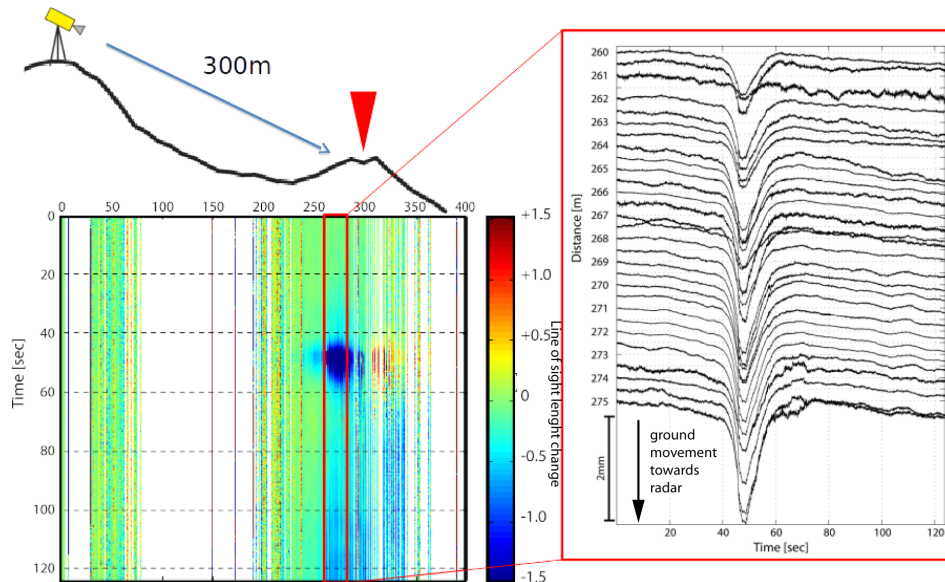 300m
0 50 100 150 200 250 300 350 400
0
20
40
60
80
100
120
Time [sec]
+1.5
+1.0
+0.5
0
-0.5
-1.0
-1.5
Line of sight lenght change
260
261
262
263
264
265
266
267
268
269
270
271
272
273
274
275
Distance [m]
2mm
ground
movement
towards
radar
20 40 60 80 100 120
Time [sec]